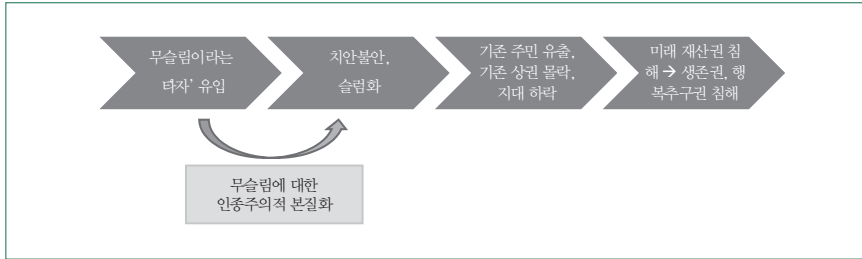 무슬림이라는
타자' 유입
치안불안,
슬럼화
기존 주민 유출,
기존 상권 몰락,
지대 하락
미래 재산권 침
해 → 생존권, 행
복추구권 침해
무슬림에 대한
인종주의적 본질화